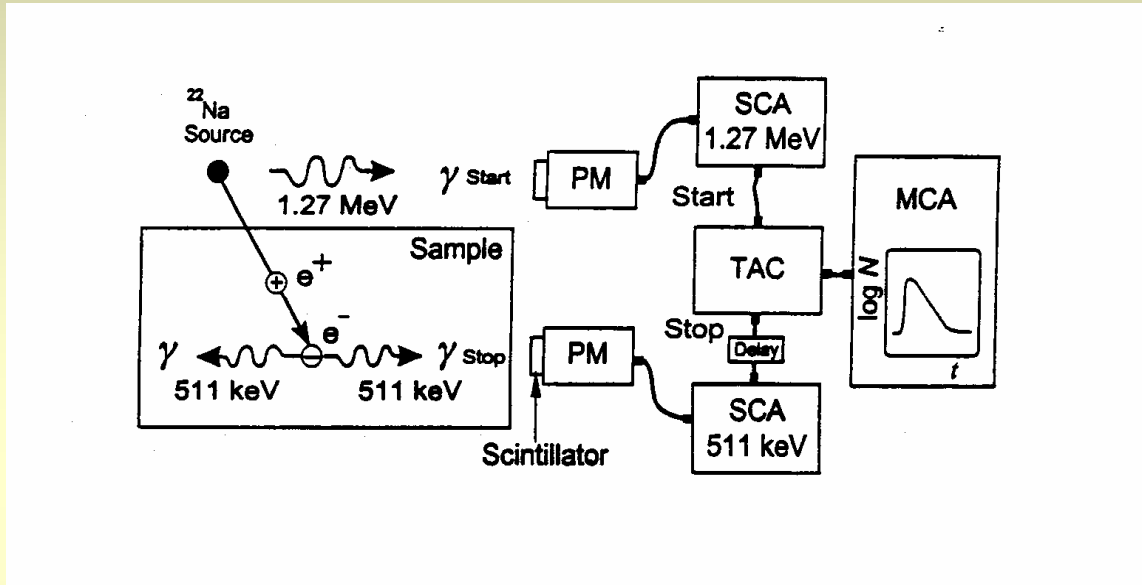 22Na
Source
1.27 MeV
γ Start
Sample
e+
e-
γ
511 keV
511 keV
γ Stop
PM
PM
Scintillator
SCA
1.27 MeV
Start
TAC
Stop
Delay
SCA
511 keV
MCA
log N
t